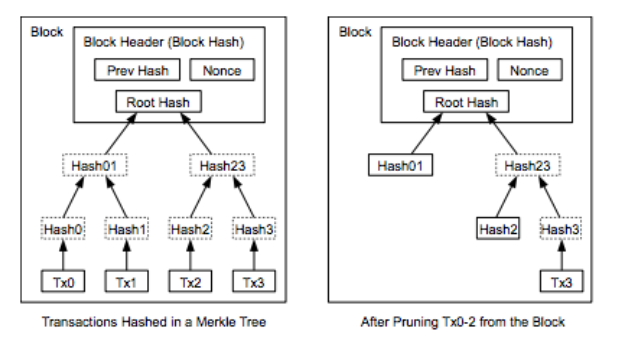 Block
Block Header (Block Hash)
Prev Hash
Nonce
Root Hash
Hash01
Hash23
Hash0
Hash1
Hash2
Hash3
Tx0
Tx1
Tx2
Tx3
Transactions Hashed in a Merkle Tree
Block
Block Header (Block Hash)
Prev Hash
Nonce
Root Hash
Hash01
Hash23
Hash2
Hash3
Tx3
After Pruning Tx0-2 from the Block